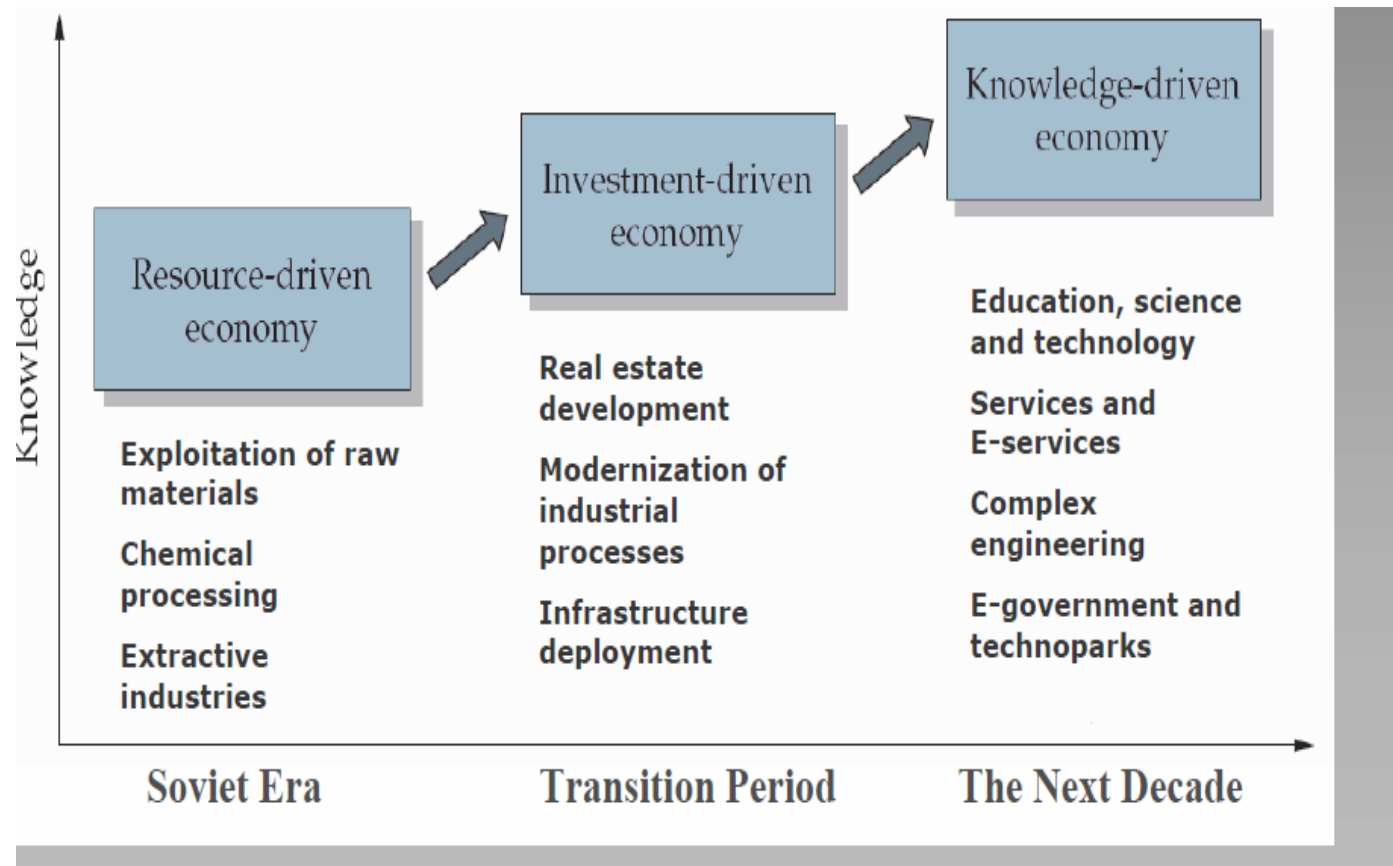 Knowledge
Resource-driven
economy
Exploitation of raw
materials
Chemical
processing
Extractive
industries
Soviet Era
Investment-driven
economy
Real estate
development
Modernization of
industrial
processes
Infrastructure
deployment
Transition Period
Knowledge-driven
economy
Education, science
and technology
Services and
E-services
Complex
engineering
E-government and
technoparks
The Next Decade